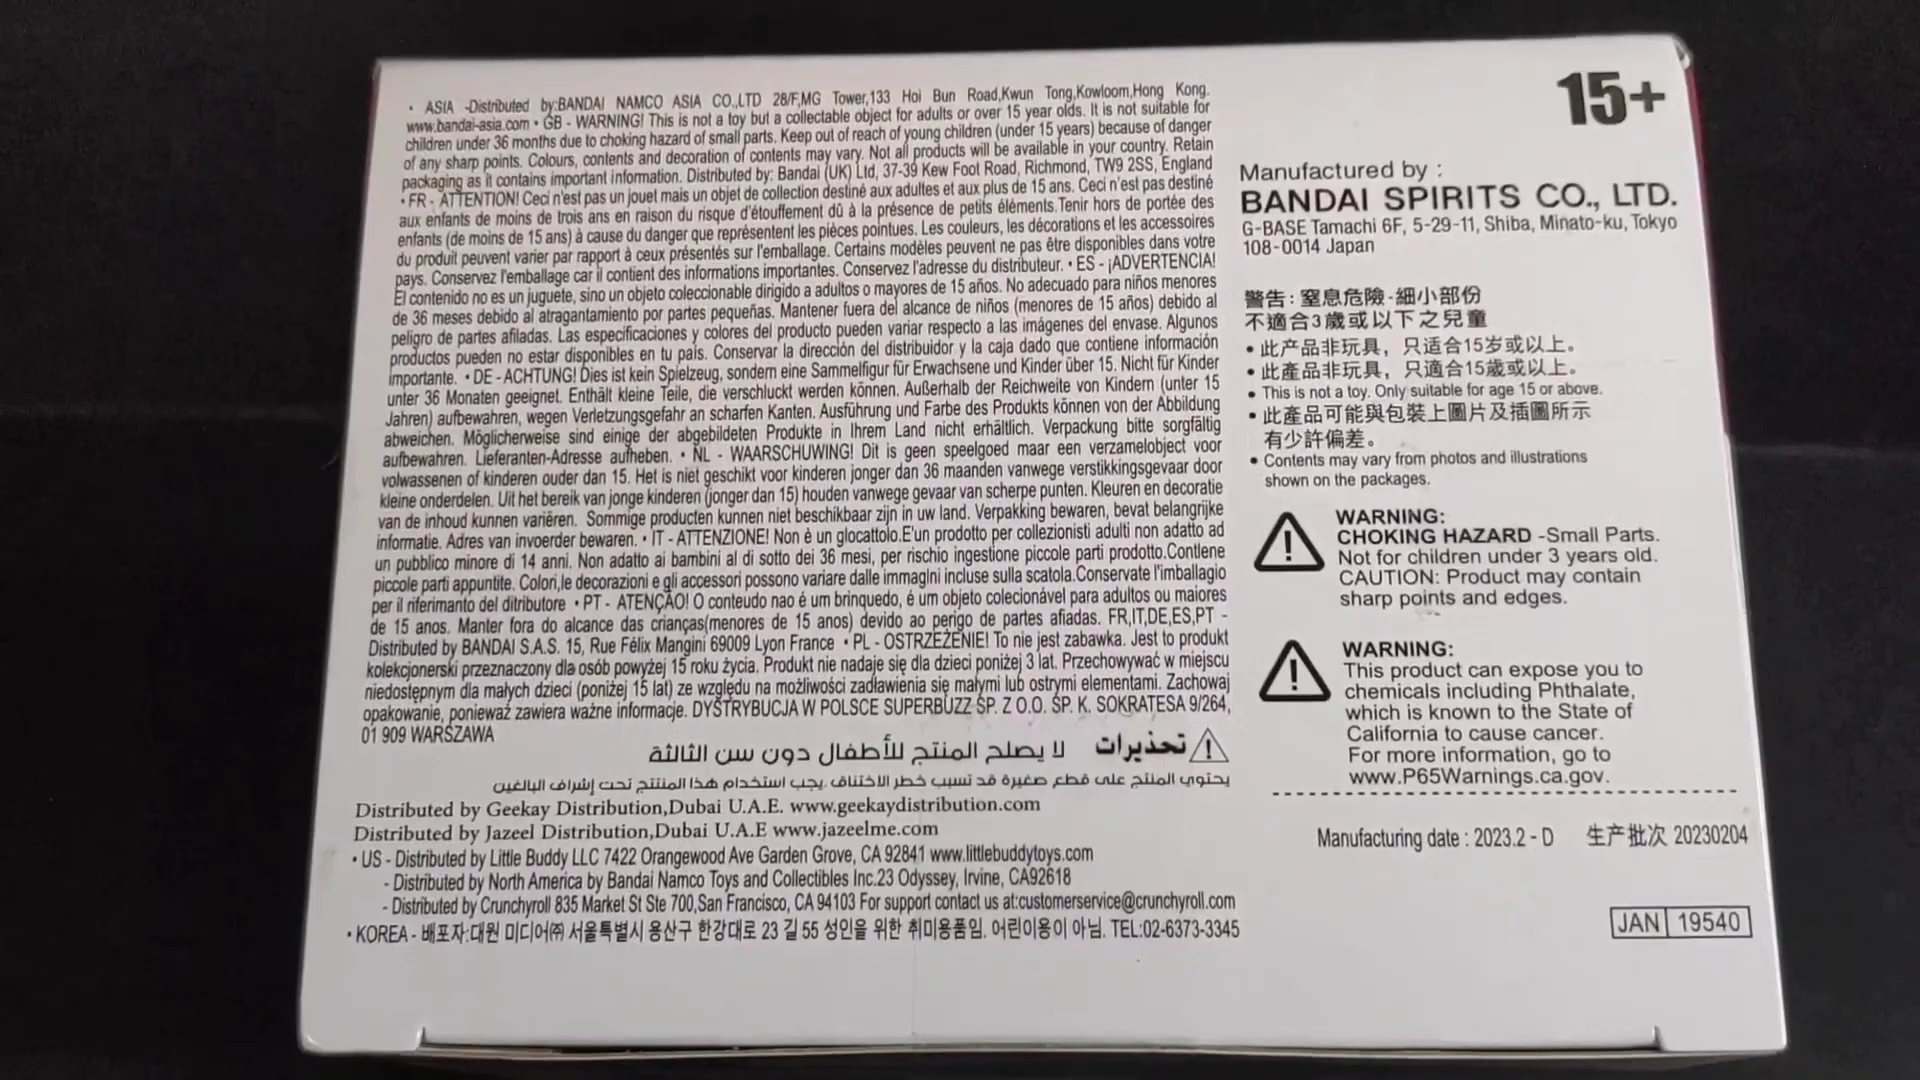 • ASIA -Distributed by:BANDAI NAMCO ASIA CO.,LTD 28/F,MG Tower,133 Hoi Bun Road,Kwun Tong,Kowloom,Hong Kong.
www.bandai-asia.com • GB - WARNING! This is not a toy but a collectable object for adults or over 15 year olds. It is not suitable for
children under 36 months due to choking hazard of small parts. Keep out of reach of young children (under 15 years) because of danger
of any sharp points. Colours, contents and decoration of contents may vary. Not all products will be available in your country. Retain
packaging as it contains important information. Distributed by: Bandai (UK) Ltd, 37-39 Kew Foot Road, Richmond, TW9 2SS, England
• FR - ATTENTION! Ceci n'est pas un jouet mais un objet de collection destiné aux adultes et aux plus de 15 ans. Ceci n'est pas destiné
aux enfants de moins de trois ans en raison du risque d'étouffement dû à la présence de petits éléments.Tenir hors de portée des
enfants (de moins de 15 ans) à cause du danger que représentent les pièces pointues. Les couleurs, les décorations et les accessoires
du produit peuvent varier par rapport à ceux présentés sur l'emballage. Certains modèles peuvent ne pas être disponibles dans votre
pays. Conservez l'emballage car il contient des informations importantes. Conservez l'adresse du distributeur. • ES - ¡ADVERTENCIA!
El contenido no es un juguete, sino un objeto coleccionable dirigido a adultos o mayores de 15 años. No adecuado para niños menores
de 36 meses debido al atragantamiento por partes pequeñas. Mantener fuera del alcance de niños (menores de 15 años) debido al
peligro de partes afiladas. Las especificaciones y colores del producto pueden variar respecto a las imágenes del envase. Algunos
productos pueden no estar disponibles en tu país. Conservar la dirección del distribuidor y la caja dado que contiene información
importante. • DE - ACHTUNG! Dies ist kein Spielzeug, sondern eine Sammelfigur für Erwachsene und Kinder über 15. Nicht für Kinder
unter 36 Monaten geeignet. Enthält kleine Teile, die verschluckt werden können. Außerhalb der Reichweite von Kindern (unter 15
Jahren) aufbewahren, wegen Verletzungsgefahr an scharfen Kanten. Ausführung und Farbe des Produkts können von der Abbildung
abweichen. Möglicherweise sind einige der abgebildeten Produkte in Ihrem Land nicht erhältlich. Verpackung bitte sorgfältig
aufbewahren. Lieferanten-Adresse aufheben. • NL - WAARSCHUWING! Dit is geen speelgoed maar een verzamelobject voor
volwassenen of kinderen ouder dan 15. Het is niet geschikt voor kinderen jonger dan 36 maanden vanwege verstikkingsgevaar door
kleine onderdelen. Uit het bereik van jonge kinderen (jonger dan 15) houden vanwege gevaar van scherpe punten. Kleuren en decoratie
van de inhoud kunnen variëren. Sommige producten kunnen niet beschikbaar zijn in uw land. Verpakking bewaren, bevat belangrijke
informatie. Adres van invoerder bewaren. • IT - ATTENZIONE! Non è un glocattolo.E'un prodotto per collezionisti adulti non adatto ad
un pubblico minore di 14 anni. Non adatto ai bambini al di sotto dei 36 mesi, per rischio ingestione piccole parti prodotto.Contlene
piccole parti appuntite. Colori,le decorazioni e gli accessori possono variare dalle immagini incluse sulla scatola.Conservate l'imballagio
per il riferimanto del ditributore • PT - ATENÇÃO! O conteudo nao é um brinquedo, é um objeto colecionável para adultos ou maiores
de 15 anos. Manter fora do alcance das crianças(menores de 15 anos) devido ao perigo de partes afiadas. FR,IT,DE,ES,PT -
Distributed by BANDAI S.A.S. 15, Rue Félix Mangini 69009 Lyon France • PL - OSTRZEŻENIE! To nie jest zabawka. Jest to produkt
kolekcjonerski przeznaczony dla osób powyżej 15 roku życia. Produkt nie nadaje się dla dzieci poniżej 3 lat. Przechowywać w miejscu
niedostępnym dla małych dzieci (poniżej 15 lat) ze względu na możliwości zadławienia się małymi lub ostrymi elementami. Zachowaj
opakowanie, ponieważ zawiera ważne informacje. DYSTRYBUCJA W POLSCE SUPERBUZZ SP. Z O.O. SP. K. SOKRATESA 9/264,
01 909 WARSZAWA
تحذيرات لا يصلح المنتج للأطفال دون سن الثالثة
يحتوي المنتج على قطع صغيرة قد تسبب خطر الاختناق .يجب استخدام هذا المنتج تحت إشراف البالغين
Distributed by Geekay Distribution,Dubai U.A.E. www.geekaydistribution.com
Distributed by Jazeel Distribution,Dubai U.A.E www.jazeelme.com
• US - Distributed by Little Buddy LLC 7422 Orangewood Ave Garden Grove, CA 92841 www.littlebuddytoys.com
- Distributed by North America by Bandai Namco Toys and Collectibles Inc.23 Odyssey, Irvine, CA92618
- Distributed by Crunchyroll 835 Market St Ste 700,San Francisco, CA 94103 For support contact us at:customerservice@crunchyroll.com
• KOREA - 배포자:대원 미디어㈜ 서울특별시 용산구 한강대로 23 길 55 성인을 위한 취미용품임. 어린이용이 아님. TEL:02-6373-3345
15+
Manufactured by :
BANDAI SPIRITS CO., LTD.
G-BASE Tamachi 6F, 5-29-11, Shiba, Minato-ku, Tokyo
108-0014 Japan
警告:窒息危險-細小部份
不適合3歲或以下之兒童
• 此产品非玩具，只适合15岁或以上。
• 此產品非玩具，只適合15歲或以上。
• This is not a toy. Only suitable for age 15 or above.
• 此產品可能與包裝上圖片及插圖所示
有少許偏差。
• Contents may vary from photos and illustrations
shown on the packages.
WARNING:
CHOKING HAZARD -Small Parts.
Not for children under 3 years old.
CAUTION: Product may contain
sharp points and edges.
WARNING:
This product can expose you to
chemicals including Phthalate,
which is known to the State of
California to cause cancer.
For more information, go to
www.P65Warnings.ca.gov.
Manufacturing date : 2023.2 - D 生产批次 20230204
JAN 19540